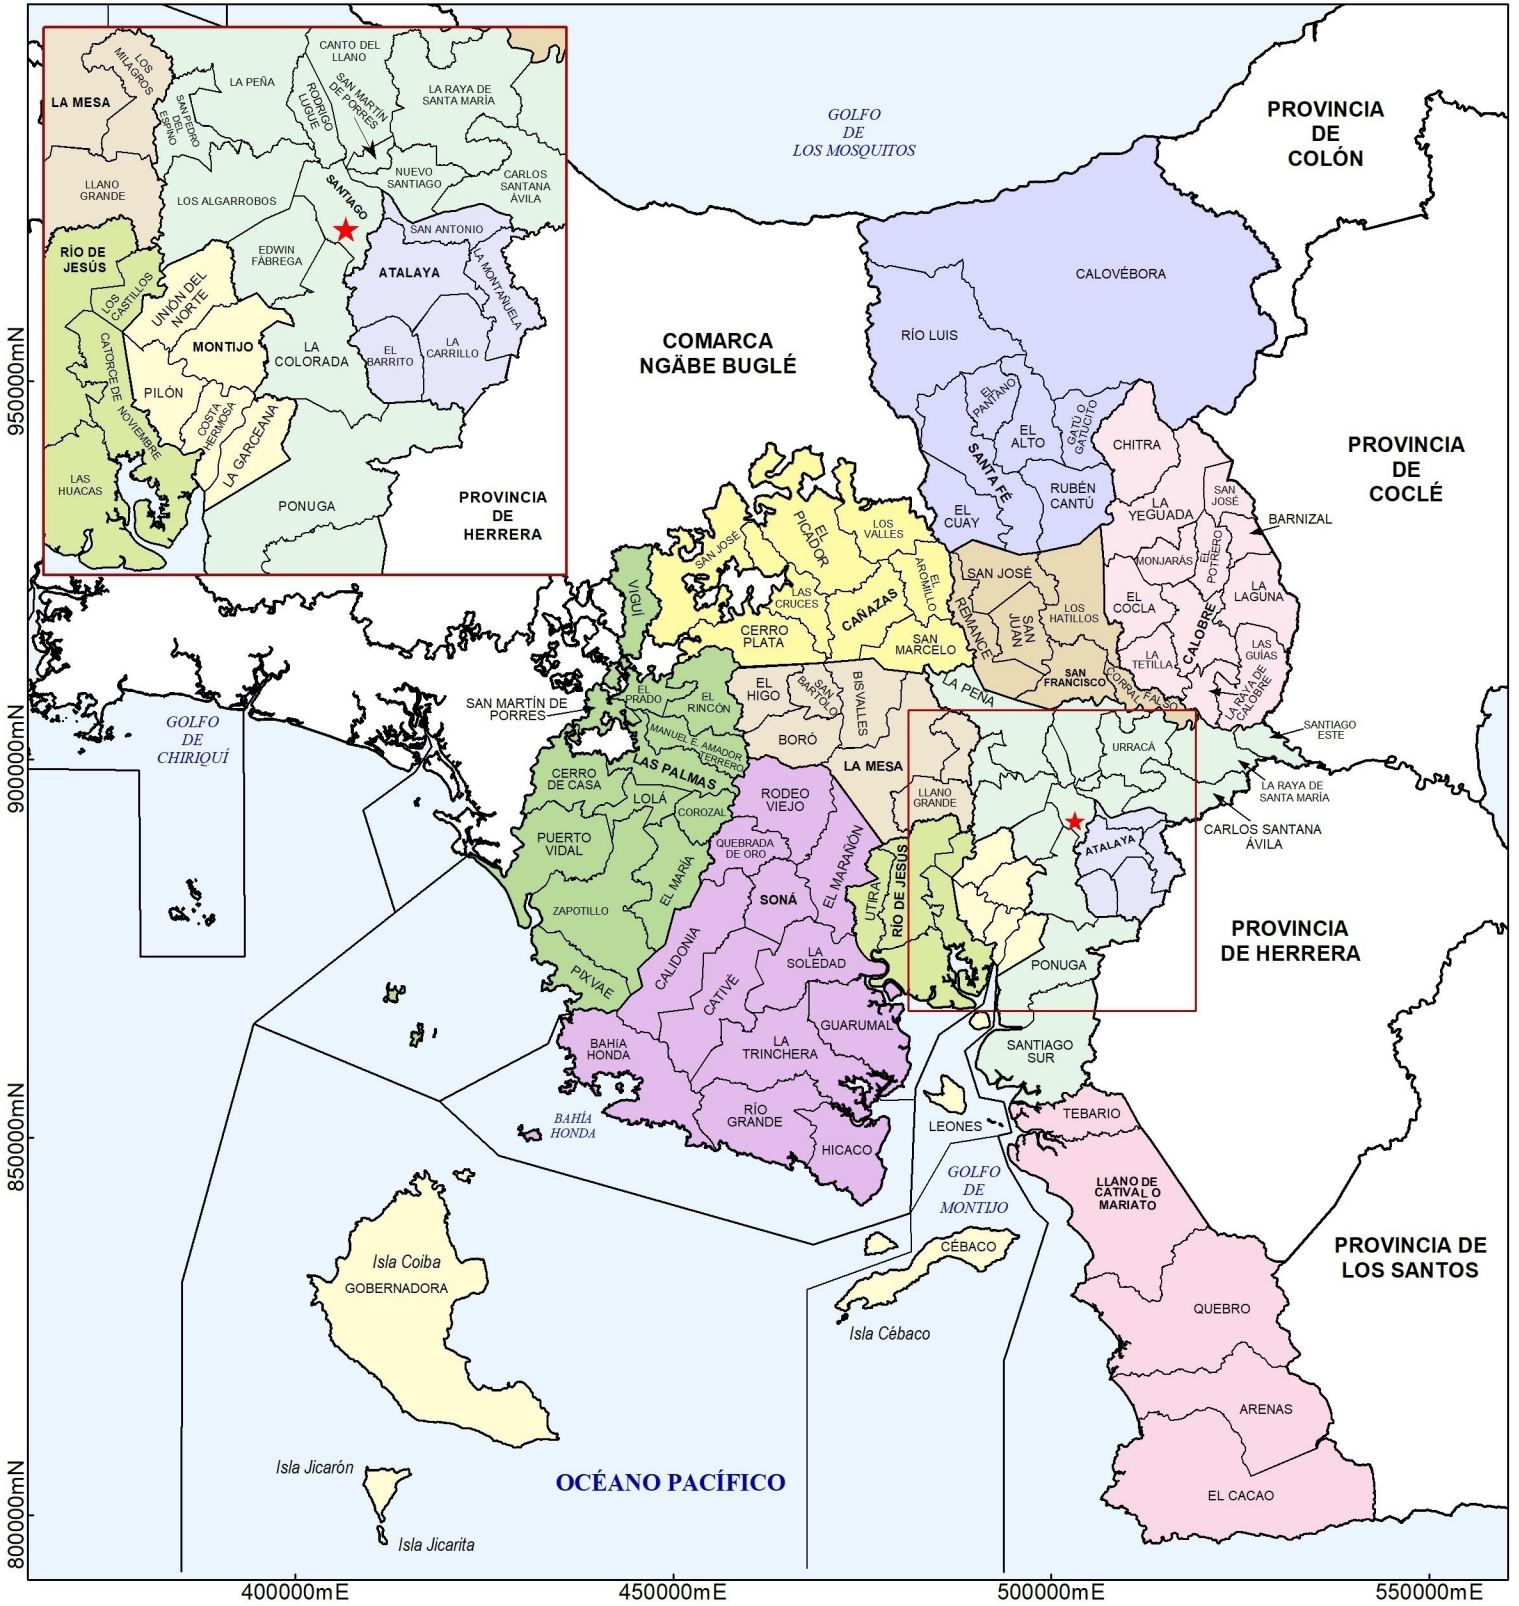 LOS
MILAGROS
LA MESA
LLANO
GRANDE
SAN PEDRO
DEL
ESPINO
LA PEÑA
CANTO DEL
LLANO
RODRIGO
LUGUE
SAN MARTÍN
DE PORRES
LA RAYA DE
SANTA MARÍA
LOS ALGARROBOS
SANTIAGO
NUEVO
SANTIAGO
CARLOS
SANTANA
ÁVILA
RÍO DE
JESÚS
LOS
CASTILLOS
UNIÓN DEL
NORTE
EDWIN
FÁBREGA
SAN ANTONIO
ATALAYA
LA MONTAÑUELA
CATORCE DE NOVIEMBRE
MONTIJO
LA
COLORADA
EL
BARRITO
LA
CARRILLO
PILÓN
COSTA
HERMOSA
LA GARCEANA
LAS
HUACAS
PONUGA
PROVINCIA
DE
HERRERA
GOLFO
DE
LOS MOSQUITOS
PROVINCIA
DE
COLÓN
COMARCA
NGÄBE BUGLÉ
PROVINCIA
DE
COCLÉ
CALOVÉBORA
RÍO LUIS
EL
PANTANO
EL
ALTO
GATÚ O
GATUCITO
SANTA FÉ
RUBÉN
CANTÚ
EL
CUAY
CHITRA
LA
YEGUADA
SAN
JOSÉ
BARNIZAL
MONJARÁS
EL
POTRERO
EL
COCLA
LA
LAGUNA
CALOBRE
LA
TETILLA
LAS
GUÍAS
LA RAYA DE
CALOBRE
SAN JOSÉ
REMANCE
SAN
JUAN
LOS
HATILLOS
SAN
FRANCISCO
CORRAL FALSO
VIGUÍ
SAN JOSÉ
EL
PICADOR
LOS
VALLES
LAS
CRUCES
CAÑAZAS
EL
AROMILLO
CERRO
PLATA
SAN
MARCELO
SAN MARTÍN DE
PORRES
EL
PRADO
EL
RINCÓN
MANUEL E. AMADOR
TERRERO
LAS PALMAS
CERRO
DE CASA
LOLÁ
COROZAL
PUERTO
VIDAL
EL MARÍA
ZAPOTILLO
PIXVAE
EL
HIGO
SAN
BARTOLO
BISVALLES
BORÓ
LA MESA
LLANO
GRANDE
LA PEÑA
URRACÁ
SANTIAGO
ESTE
LA RAYA DE
SANTA MARÍA
CARLOS SANTANA
ÁVILA
ATALAYA
RODEO
VIEJO
QUEBRADA
DE ORO
EL MARAÑÓN
SONÁ
CALIDONIA
CATIVÉ
LA
SOLEDAD
GUARUMAL
LA
TRINCHERA
BAHíA
HONDA
RÍO
GRANDE
HICACO
UTIRA
RÍO DE JESÚS
PONUGA
SANTIAGO
SUR
PROVINCIA
DE HERRERA
TEBARIO
LLANO DE
CATIVAL O
MARIATO
QUEBRO
ARENAS
EL CACAO
PROVINCIA DE
LOS SANTOS
GOLFO
DE
CHIRIQUÍ
BAHÍA
HONDA
LEONES
GOLFO
DE
MONTIJO
CÉBACO
Isla Cébaco
Isla Coiba
GOBERNADORA
Isla Jicarón
Isla Jicarita
OCÉANO PACÍFICO
950000mN
900000mN
850000mN
800000mN
400000mE
450000mE
500000mE
550000mE